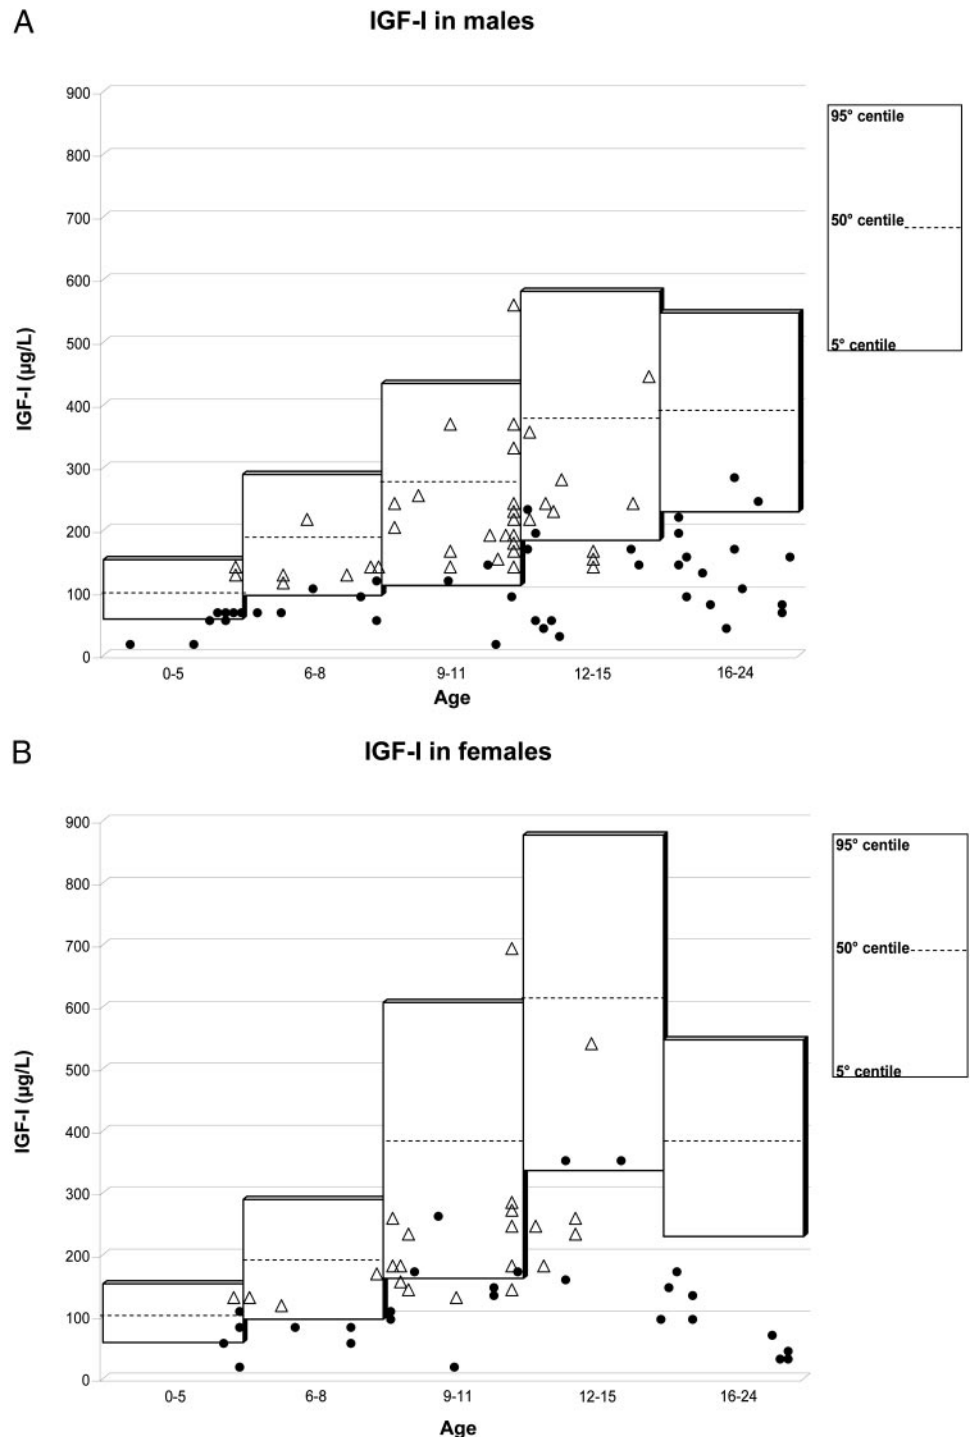 A
IGF-I in males
900
800
700
600
500
400
300
200
100
0
IGF-I (µg/L)
0-5 6-8 9-11 12-15 16-24
Age
95° centile
50° centile
5° centile
B
IGF-I in females
900
800
700
600
500
400
300
200
100
0
IGF-I (µg/L)
0-5 6-8 9-11 12-15 16-24
Age
95° centile
50° centile
5° centile